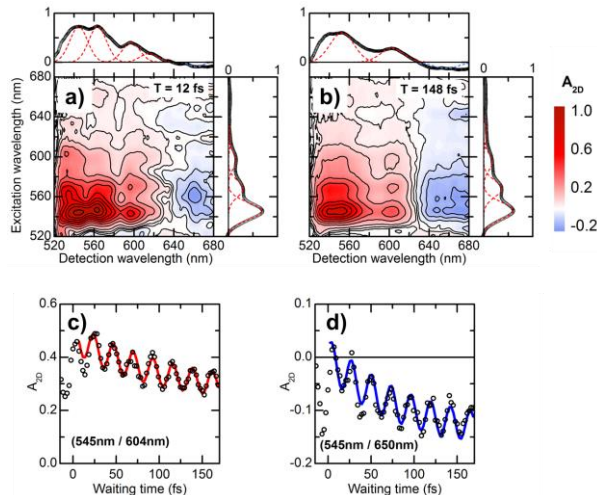 1
0
0 1
0 1
680
640
600
560
520
Excitation wavelength (nm)
a)
T = 12 fs
b)
T = 148 fs
A2D
1.0
0.6
0.2
-0.2
520 560 600 640 680
520 560 600 640 680
Detection wavelength (nm)
Detection wavelength (nm)
c)
0.6
0.4
0.2
0.0
A2D
(545nm / 604nm)
0 50 100 150
Waiting time (fs)
d)
0.1
0.0
-0.1
-0.2
A2D
(545nm / 650nm)
0 50 100 150
Waiting time (fs)